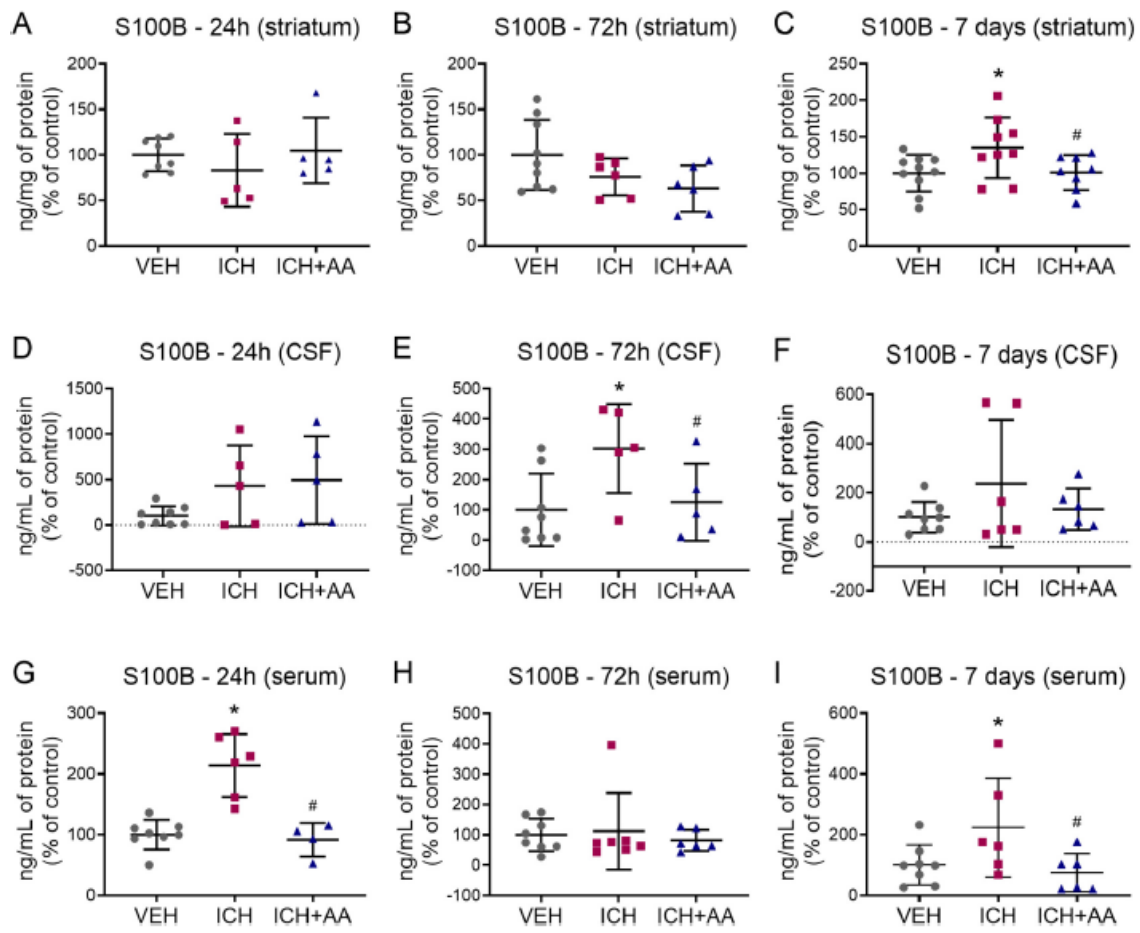 A
S100B - 24h (striatum)
ng/mg of protein
(% of control)
200
150
100
50
0
VEH
ICH
ICH+AA
B
S100B - 72h (striatum)
ng/mg of protein
(% of control)
200
150
100
50
0
VEH
ICH
ICH+AA
C
S100B - 7 days (striatum)
ng/mg of protein
(% of control)
250
200
150
100
50
0
*
#
VEH
ICH
ICH+AA
D
S100B - 24h (CSF)
ng/mL of protein
(% of control)
1500
1000
500
0
-500
VEH
ICH
ICH+AA
E
S100B - 72h (CSF)
ng/mL of protein
(% of control)
500
400
300
200
100
0
-100
*
#
VEH
ICH
ICH+AA
F
S100B - 7 days (CSF)
ng/mL of protein
(% of control)
600
400
200
0
-200
VEH
ICH
ICH+AA
G
S100B - 24h (serum)
ng/mL of protein
(% of control)
300
200
100
0
*
#
VEH
ICH
ICH+AA
H
S100B - 72h (serum)
ng/mL of protein
(% of control)
500
400
300
200
100
0
-100
VEH
ICH
ICH+AA
I
S100B - 7 days (serum)
ng/mL of protein
(% of control)
600
400
200
0
*
#
VEH
ICH
ICH+AA